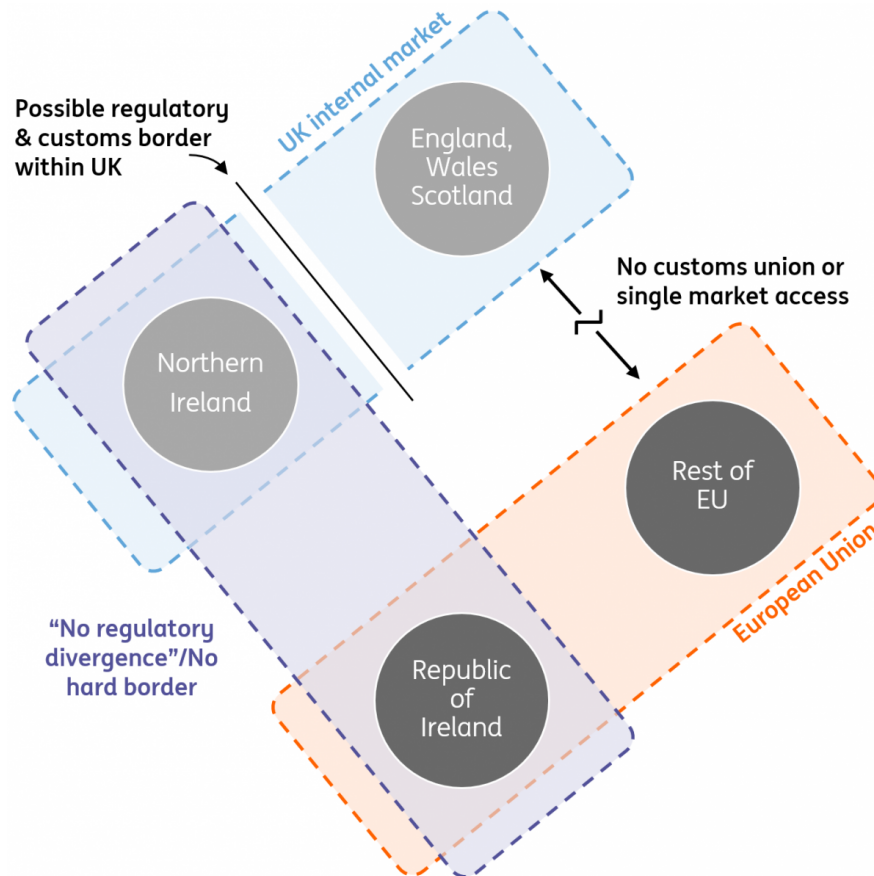 UK internal market
Possible regulatory
& customs border
within UK
England,
Wales
Scotland
No customs union or
single market access
Northern
Ireland
Rest of
EU
European Union
“No regulatory
divergence”/No
hard border
Republic
of
Ireland